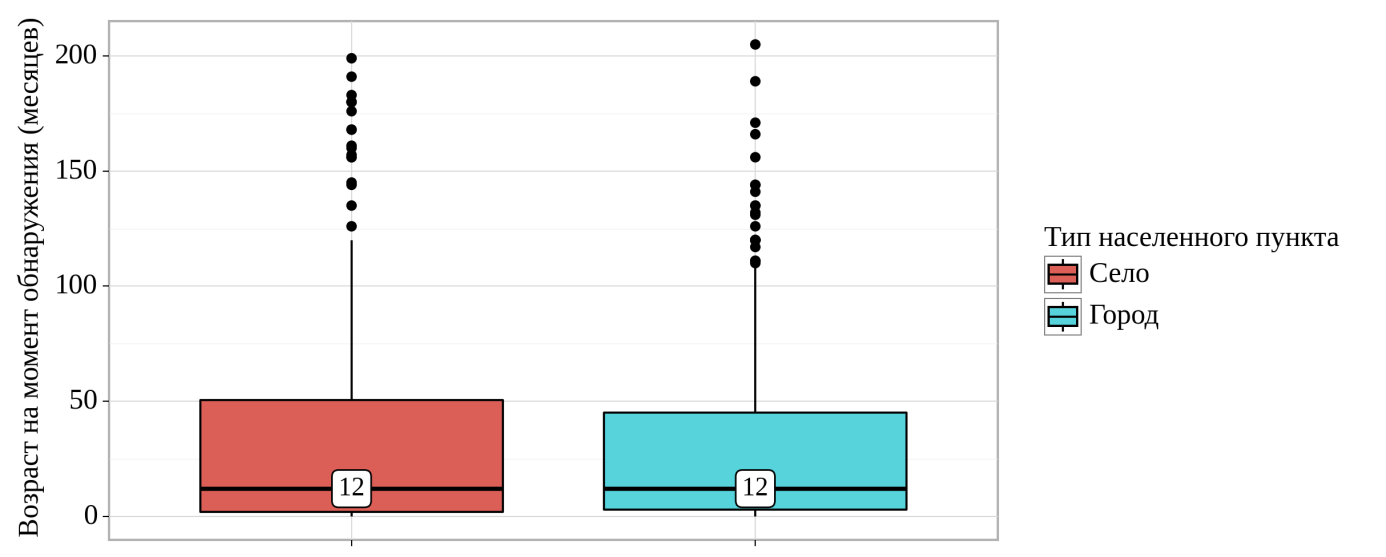 Возраст на момент обнаружения (месяцев)
200
150
100
50
0
12
12
Тип населенного пункта
Село
Город